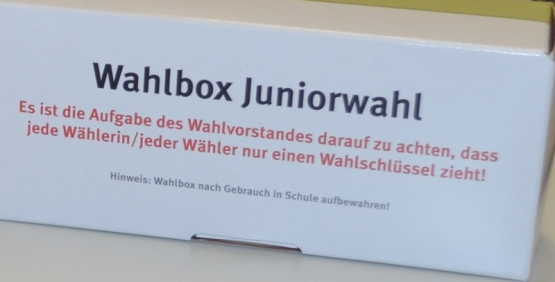 Wahlbox Juniorwahl
Es ist die Aufgabe des Wahlvorstandes darauf zu achten, dass
jede Wählerin/jeder Wähler nur einen Wahlschlüssel zieht!
Hinweis: Wahlbox nach Gebrauch in Schule aufbewahren!